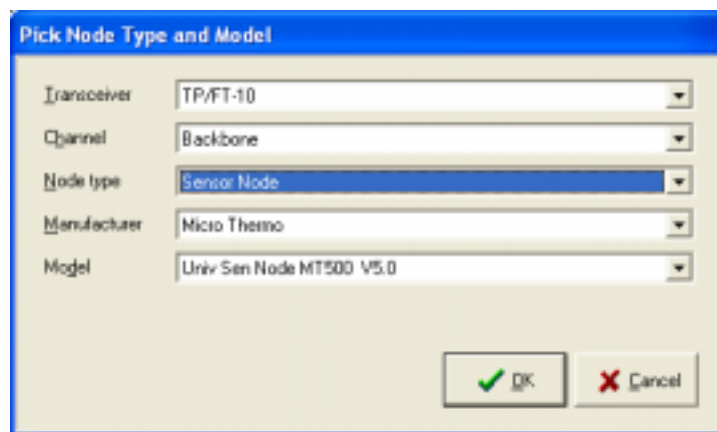 Pick Node Type and Model
Transceiver TP/FT-10
Channel Backbone
Node type Sensor Node
Manufacturer Micro Thermo
Model Univ Sen Node MT500 V5.0
OK Cancel